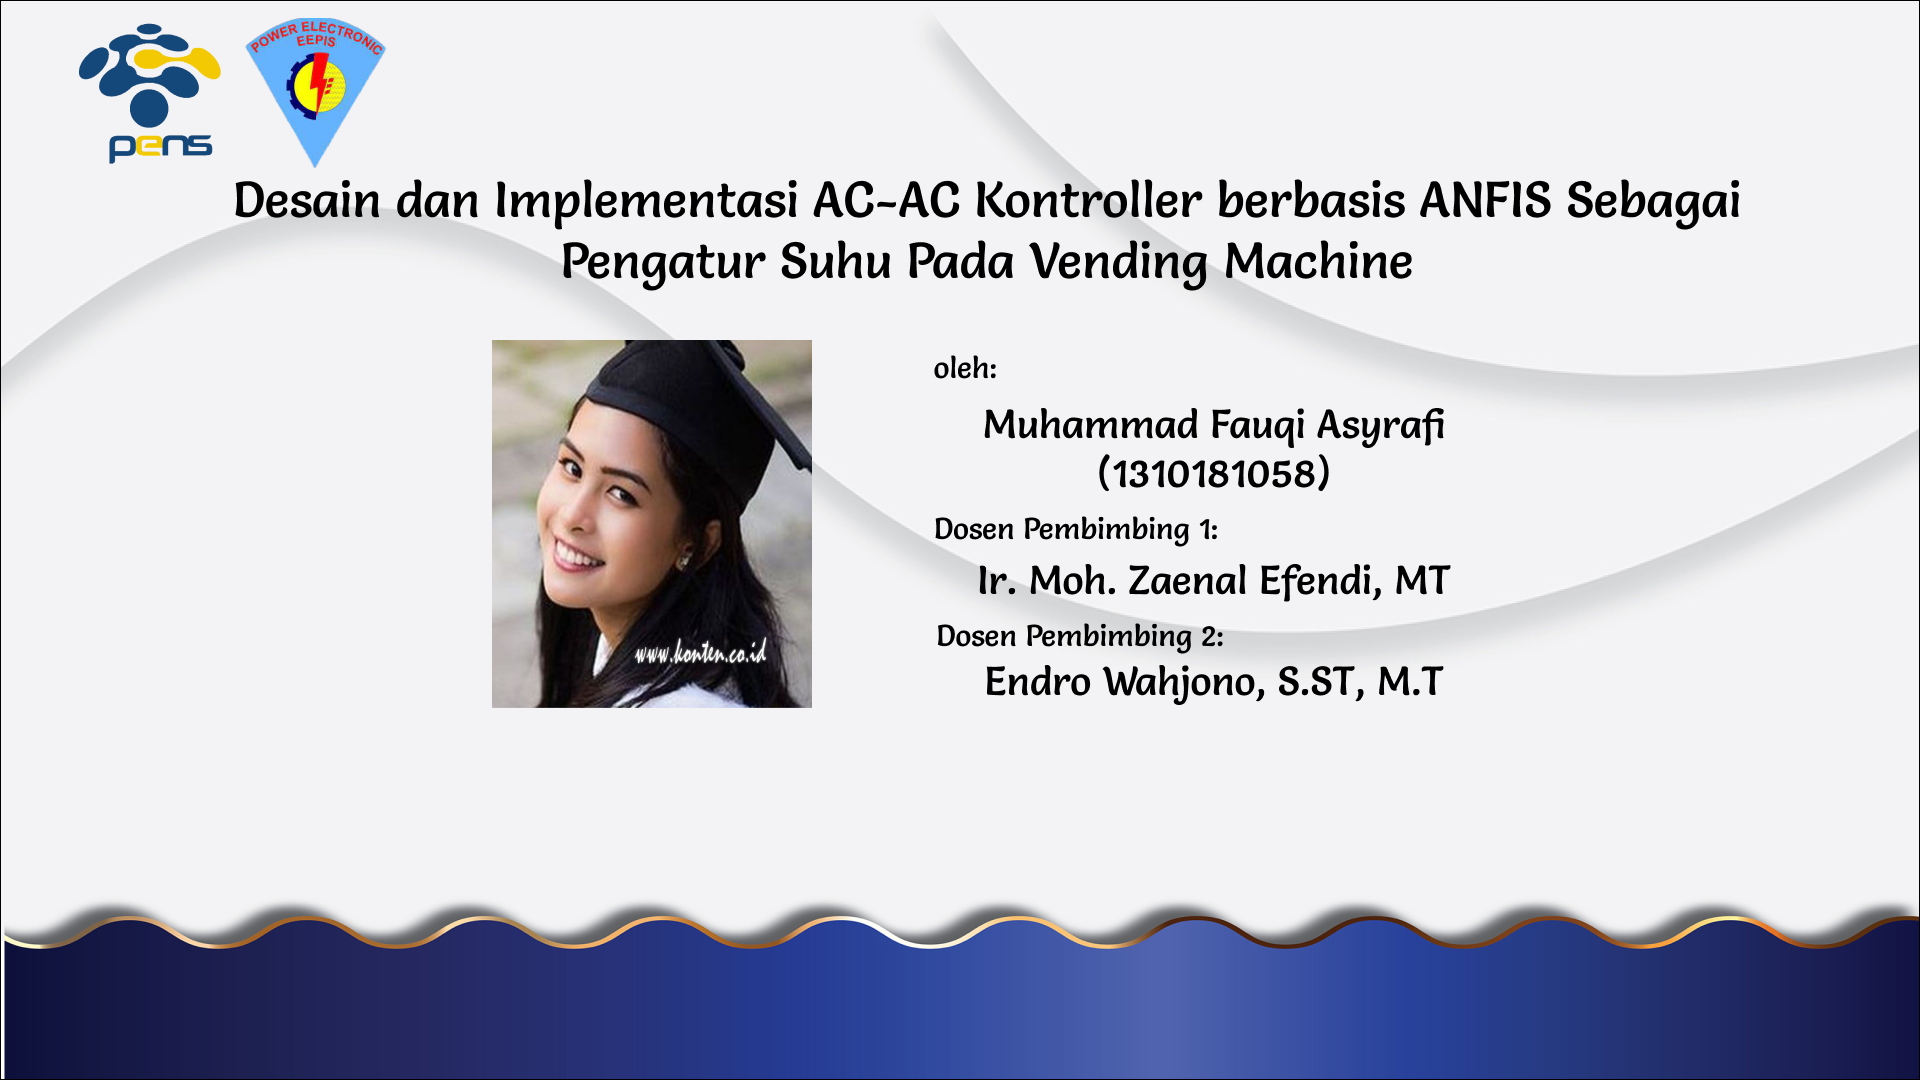 POWER ELECTRONIC
EEPIS
pens
Desain dan Implementasi AC-AC Kontroller berbasis ANFIS Sebagai
Pengatur Suhu Pada Vending Machine
oleh:
Muhammad Fauqi Asyrafi
(1310181058)
Dosen Pembimbing 1:
Ir. Moh. Zaenal Efendi, MT
Dosen Pembimbing 2:
www.konten.co.id
Endro Wahjono, S.ST, M.T